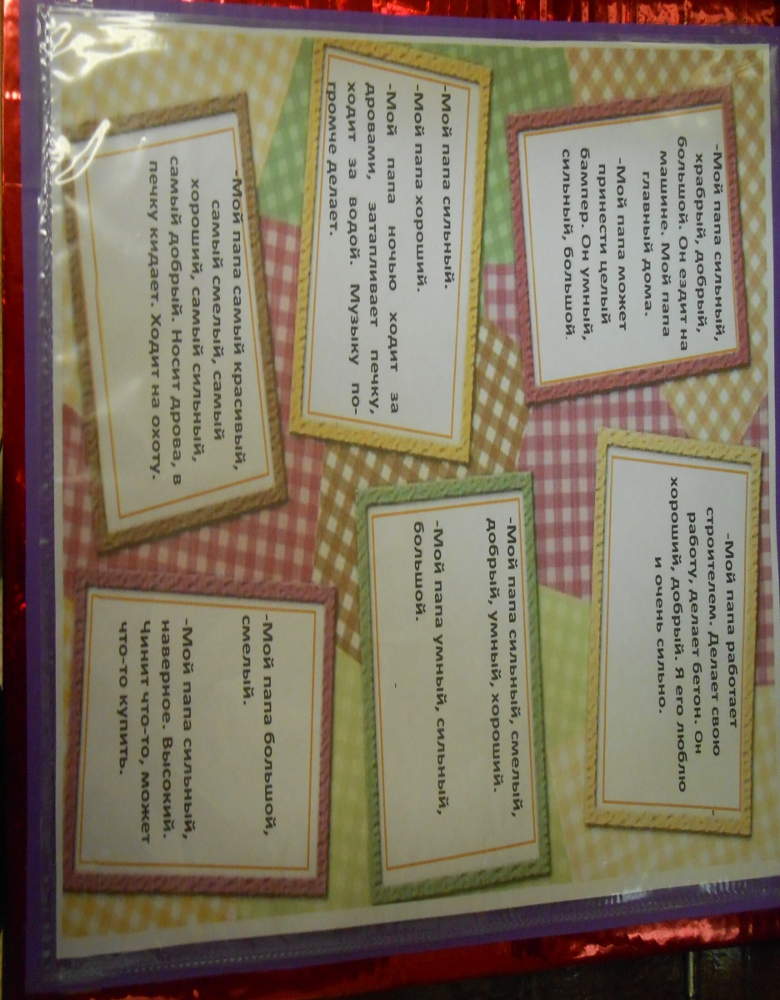 -Мой папа сильный,
храбрый, добрый,
большой. Он ездит на
машине. Мой папа
главный дома.
-Мой папа может
принести целый
бампер. Он умный,
сильный, большой.
-Мой папа работает
строителем. Делает свою
работу, делает бетон. Он
хороший, добрый. Я его люблю
и очень сильно.
-
-Мой папа сильный.
-Мой папа хороший.
-Мой папа ночью ходит за
дровами, затапливает печку,
ходит за водой. Музыку по-
громче делает.
-Мой папа сильный, смелый,
добрый, умный, хороший.
-Мой папа умный, сильный,
большой.
-Мой папа самый красивый,
самый смелый, самый
хороший, самый сильный,
самый добрый. Носит дрова, в
печку кидает. Ходит на охоту.
-Мой папа большой,
смелый.
-Мой папа сильный,
наверное. Высокий.
Чинит что-то, может
что-то купить.